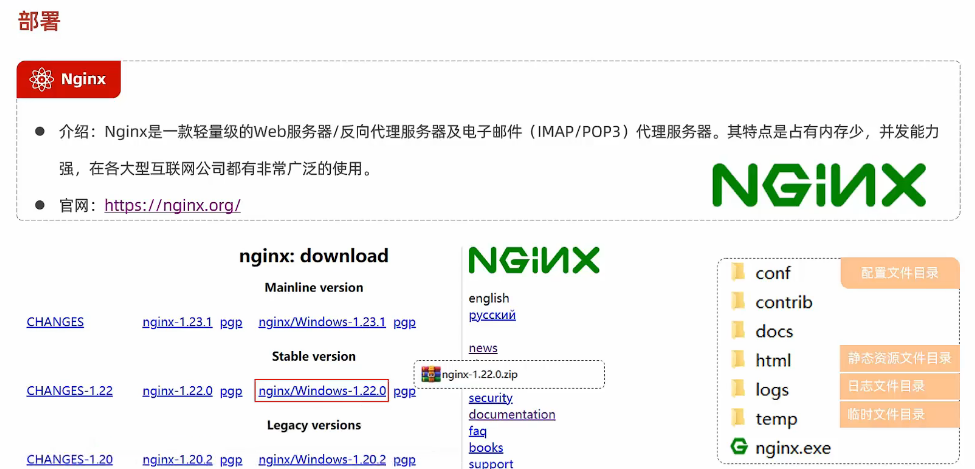 部署
Nginx
介绍：Nginx是一款轻量级的Web服务器/反向代理服务器及电子邮件（IMAP/POP3）代理服务器。其特点是占有内存少，并发能力
强，在各大型互联网公司都有非常广泛的使用。
NGiNX
官网：https://nginx.org/
nginx: download
Mainline version
CHANGES nginx-1.23.1 pgp nginx/Windows-1.23.1 pgp
Stable version
CHANGES-1.22 nginx-1.22.0 pgp nginx/Windows-1.22.0 pgp
Legacy versions
CHANGES-1.20 nginx-1.20.2 pgp nginx/Windows-1.20.2 pgp
NGiNX
english
русский
news
nginx-1.22.0.zip
security
documentation
faq
books
support
conf 配置文件目录
contrib
docs
html 静态资源文件目录
logs 日志文件目录
temp 临时文件目录
nginx.exe